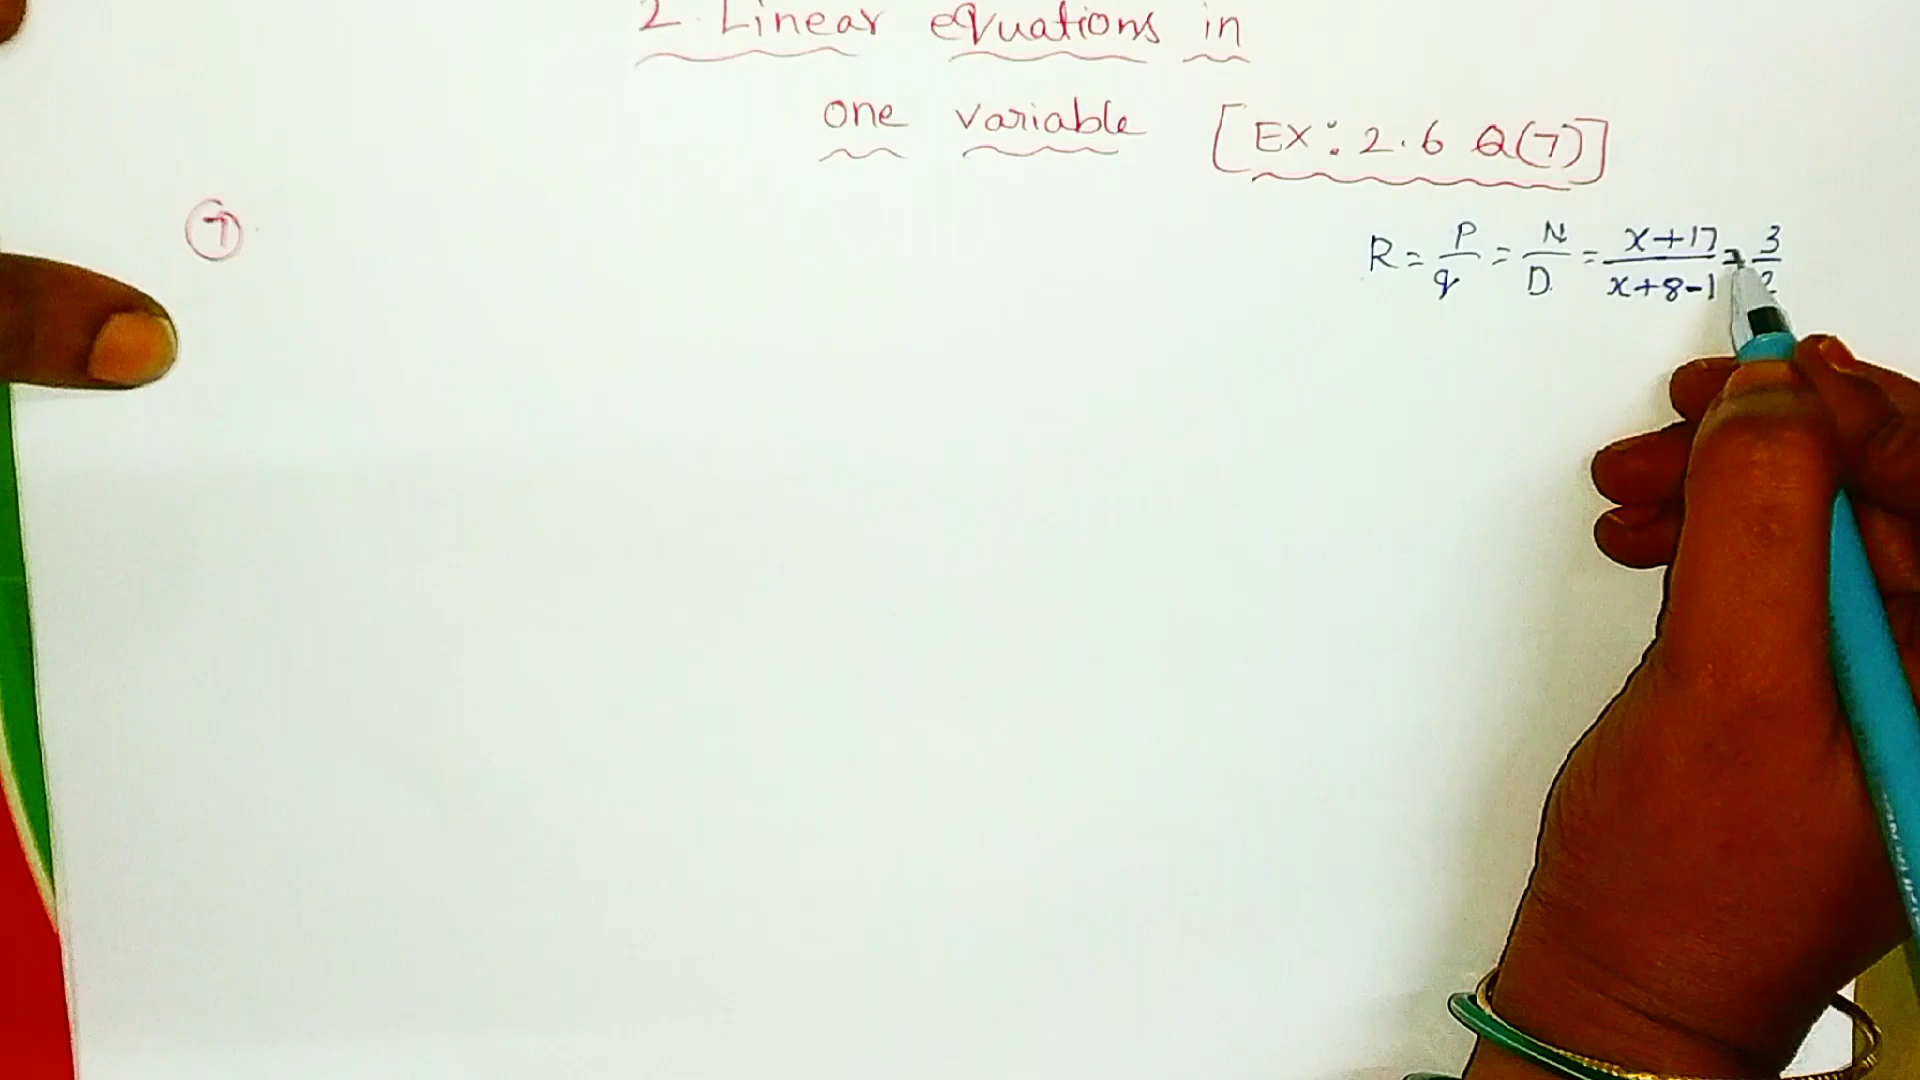 2. Linear equations in
one variable [EX: 2.6 Q(7)]
7
R = P/q = N/D = x+17/x+8-1 = 3/2